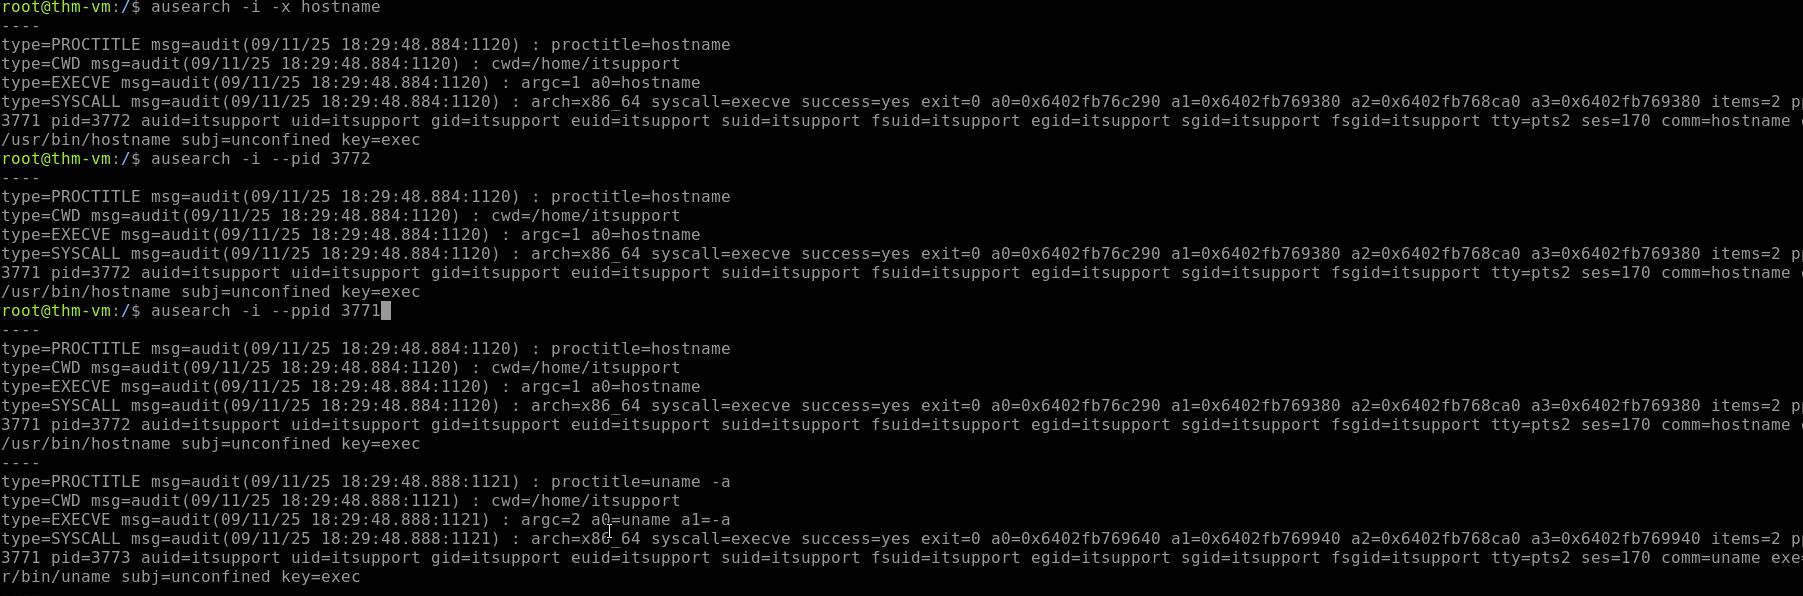 root@thm-vm:/$ ausearch -i -x hostname
----
type=PROCTITLE msg=audit(09/11/25 18:29:48.884:1120) : proctitle=hostname
type=CWD msg=audit(09/11/25 18:29:48.884:1120) : cwd=/home/itsupport
type=EXECVE msg=audit(09/11/25 18:29:48.884:1120) : argc=1 a0=hostname
type=SYSCALL msg=audit(09/11/25 18:29:48.884:1120) : arch=x86_64 syscall=execve success=yes exit=0 a0=0x6402fb76c290 a1=0x6402fb769380 a2=0x6402fb768ca0 a3=0x6402fb769380 items=2 p
3771 pid=3772 auid=itsupport uid=itsupport gid=itsupport euid=itsupport suid=itsupport fsuid=itsupport egid=itsupport sgid=itsupport fsgid=itsupport tty=pts2 ses=170 comm=hostname
/usr/bin/hostname subj=unconfined key=exec
root@thm-vm:/$ ausearch -i --pid 3772
----
type=PROCTITLE msg=audit(09/11/25 18:29:48.884:1120) : proctitle=hostname
type=CWD msg=audit(09/11/25 18:29:48.884:1120) : cwd=/home/itsupport
type=EXECVE msg=audit(09/11/25 18:29:48.884:1120) : argc=1 a0=hostname
type=SYSCALL msg=audit(09/11/25 18:29:48.884:1120) : arch=x86_64 syscall=execve success=yes exit=0 a0=0x6402fb76c290 a1=0x6402fb769380 a2=0x6402fb768ca0 a3=0x6402fb769380 items=2 p
3771 pid=3772 auid=itsupport uid=itsupport gid=itsupport euid=itsupport suid=itsupport fsuid=itsupport egid=itsupport sgid=itsupport fsgid=itsupport tty=pts2 ses=170 comm=hostname
/usr/bin/hostname subj=unconfined key=exec
root@thm-vm:/$ ausearch -i --ppid 3771
----
type=PROCTITLE msg=audit(09/11/25 18:29:48.884:1120) : proctitle=hostname
type=CWD msg=audit(09/11/25 18:29:48.884:1120) : cwd=/home/itsupport
type=EXECVE msg=audit(09/11/25 18:29:48.884:1120) : argc=1 a0=hostname
type=SYSCALL msg=audit(09/11/25 18:29:48.884:1120) : arch=x86_64 syscall=execve success=yes exit=0 a0=0x6402fb76c290 a1=0x6402fb769380 a2=0x6402fb768ca0 a3=0x6402fb769380 items=2 p
3771 pid=3772 auid=itsupport uid=itsupport gid=itsupport euid=itsupport suid=itsupport fsuid=itsupport egid=itsupport sgid=itsupport fsgid=itsupport tty=pts2 ses=170 comm=hostname
/usr/bin/hostname subj=unconfined key=exec
----
type=PROCTITLE msg=audit(09/11/25 18:29:48.888:1121) : proctitle=uname -a
type=CWD msg=audit(09/11/25 18:29:48.888:1121) : cwd=/home/itsupport
type=EXECVE msg=audit(09/11/25 18:29:48.888:1121) : argc=2 a0=uname a1=-a
type=SYSCALL msg=audit(09/11/25 18:29:48.888:1121) : arch=x86_64 syscall=execve success=yes exit=0 a0=0x6402fb769640 a1=0x6402fb769940 a2=0x6402fb768ca0 a3=0x6402fb769940 items=2 p
3771 pid=3773 auid=itsupport uid=itsupport gid=itsupport euid=itsupport suid=itsupport fsuid=itsupport egid=itsupport sgid=itsupport fsgid=itsupport tty=pts2 ses=170 comm=uname exe
r/bin/uname subj=unconfined key=exec